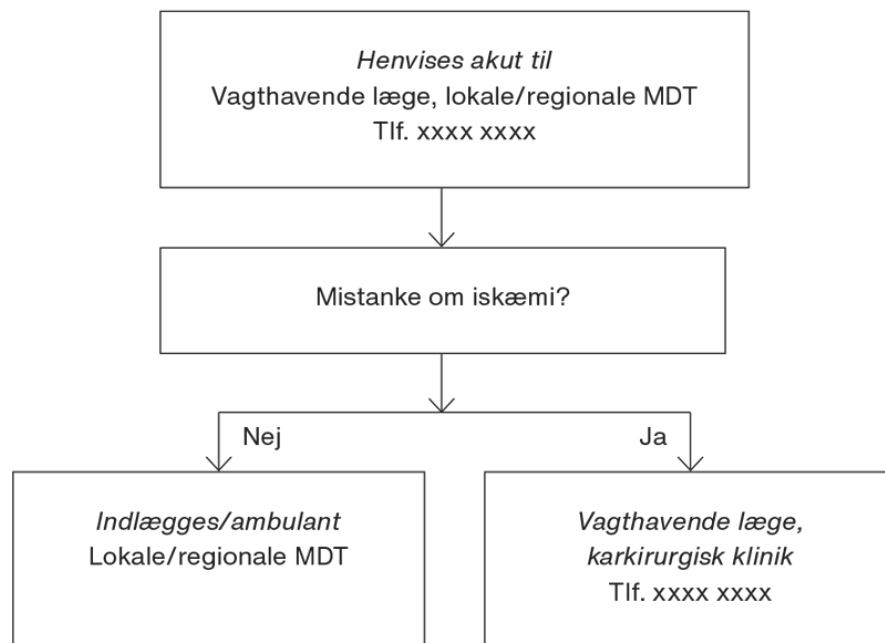 Henvises akut til
Vagthavende læge, lokale/regionale MDT
Tlf. xxxx xxxx
Mistanke om iskæmi?
Nej
Ja
Indlægges/ambulant
Lokale/regionale MDT
Vagthavende læge,
karkirurgisk klinik
Tlf. xxxx xxxx